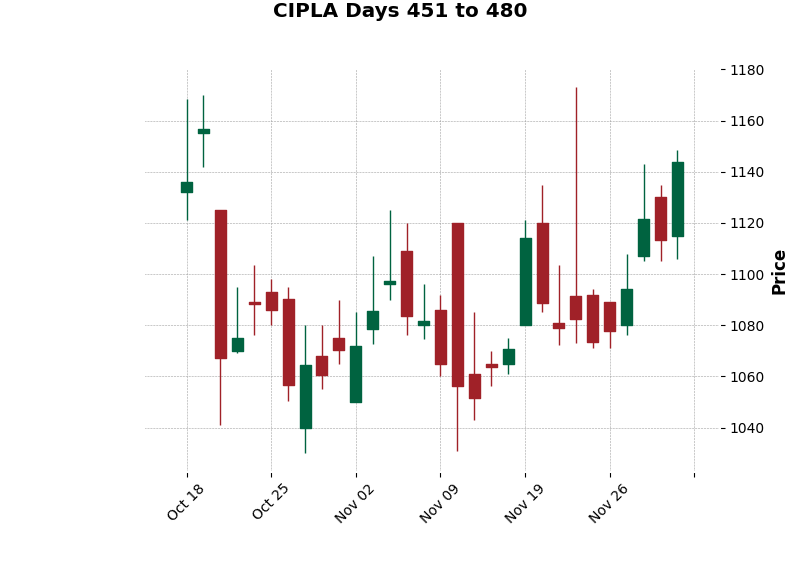 CIPLA Days 451 to 480
1180
1160
1140
1120
1100
1080
1060
1040
Price
Oct 18
Oct 25
Nov 02
Nov 09
Nov 19
Nov 26